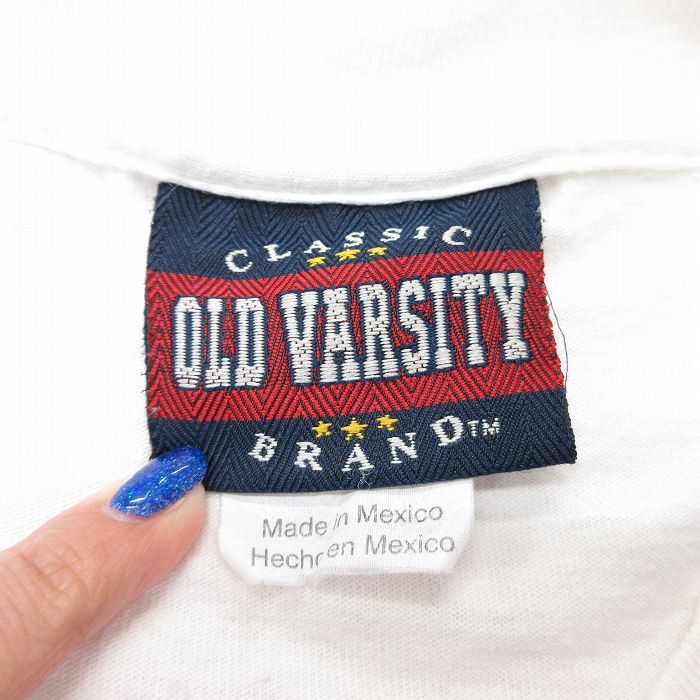 CLASSIC
OLD VARSITY
BRAND™
Made in Mexico
Hecho en Mexico